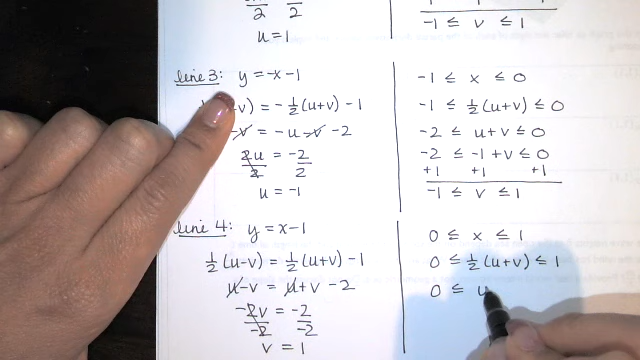 2 2
u = 1
-1 ≤ v ≤ 1
line 3: y = -x - 1
-v) = -½(u+v) - 1
-v = -u - v - 2
2u = -2
2 2
u = -1
-1 ≤ x ≤ 0
-1 ≤ ½(u+v) ≤ 0
-2 ≤ u+v ≤ 0
-2 ≤ -1+v ≤ 0
+1 +1 +1
-1 ≤ v ≤ 1
line 4: y = x - 1
½(u-v) = ½(u+v) - 1
u-v = u+v - 2
-2v = -2
-2 -2
v = 1
0 ≤ x ≤ 1
0 ≤ ½(u+v) ≤ 1
0 ≤ u